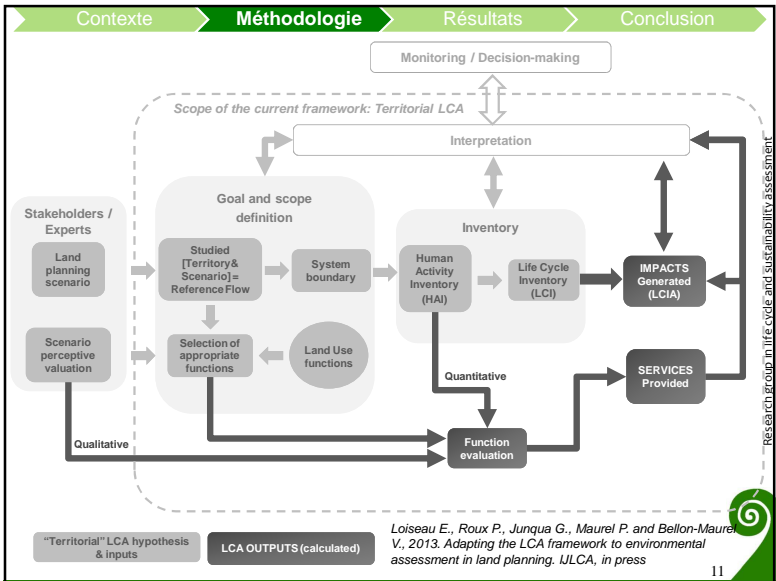 Contexte
Méthodologie
Résultats
Conclusion
Monitoring / Decision-making
Scope of the current framework: Territorial LCA
Interpretation
Goal and scope
definition
Stakeholders /
Experts
Land
planning
scenario
Scenario
perceptive
valuation
Studied
[Territory&
Scenario]=
Reference Flow
System
boundary
Selection of
appropriate
functions
Land Use
functions
Inventory
Human
Activity
Inventory
(HAI)
Life Cycle
Inventory
(LCI)
IMPACTS
Generated
(LCIA)
SERVICES
Provided
Quantitative
Qualitative
Function
evaluation
Research group in life cycle and sustainability assessment
"Territorial" LCA hypothesis
& inputs
LCA OUTPUTS (calculated)
Loiseau E., Roux P., Junqua G., Maurel P. and Bellon-Maurel
V., 2013. Adapting the LCA framework to environmental
assessment in land planning. IJLCA, in press
11